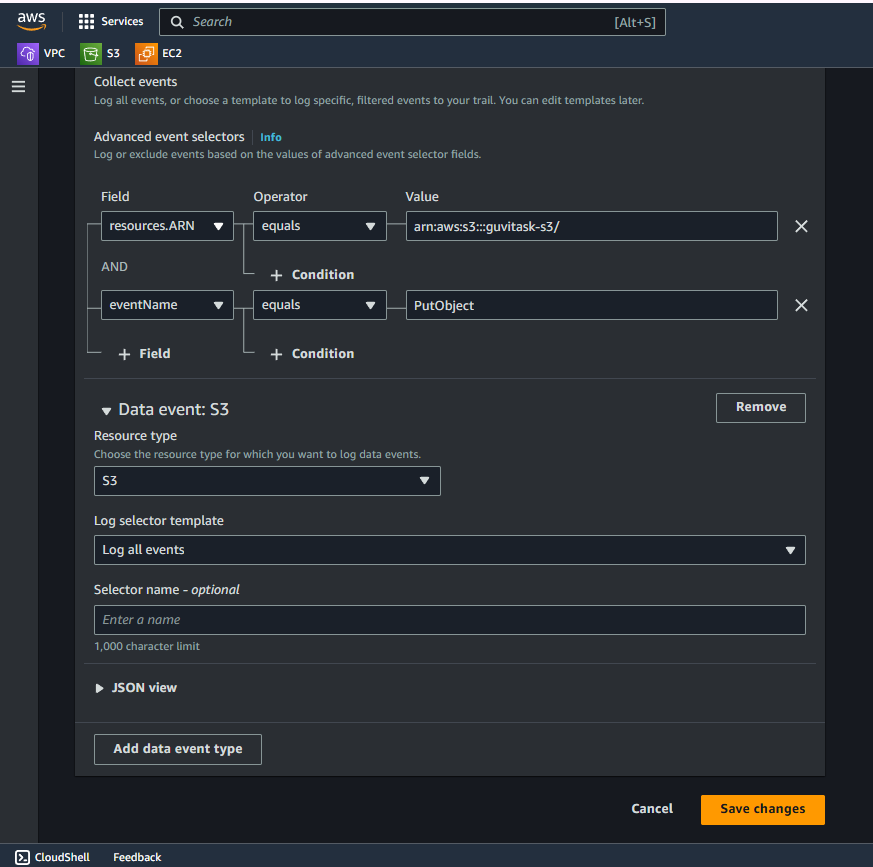 aws
Services
Search
[Alt+S]
VPC
S3
EC2
Collect events
Log all events, or choose a template to log specific, filtered events to your trail. You can edit templates later.
Advanced event selectors
Info
Log or exclude events based on the values of advanced event selector fields.
Field
Operator
Value
resources.ARN
equals
arn:aws:s3:::guvitask-s3/
AND
+ Condition
eventName
equals
PutObject
+ Field
+ Condition
Data event: S3
Remove
Resource type
Choose the resource type for which you want to log data events.
S3
Log selector template
Log all events
Selector name - optional
Enter a name
1,000 character limit
JSON view
Add data event type
Cancel
Save changes
CloudShell
Feedback